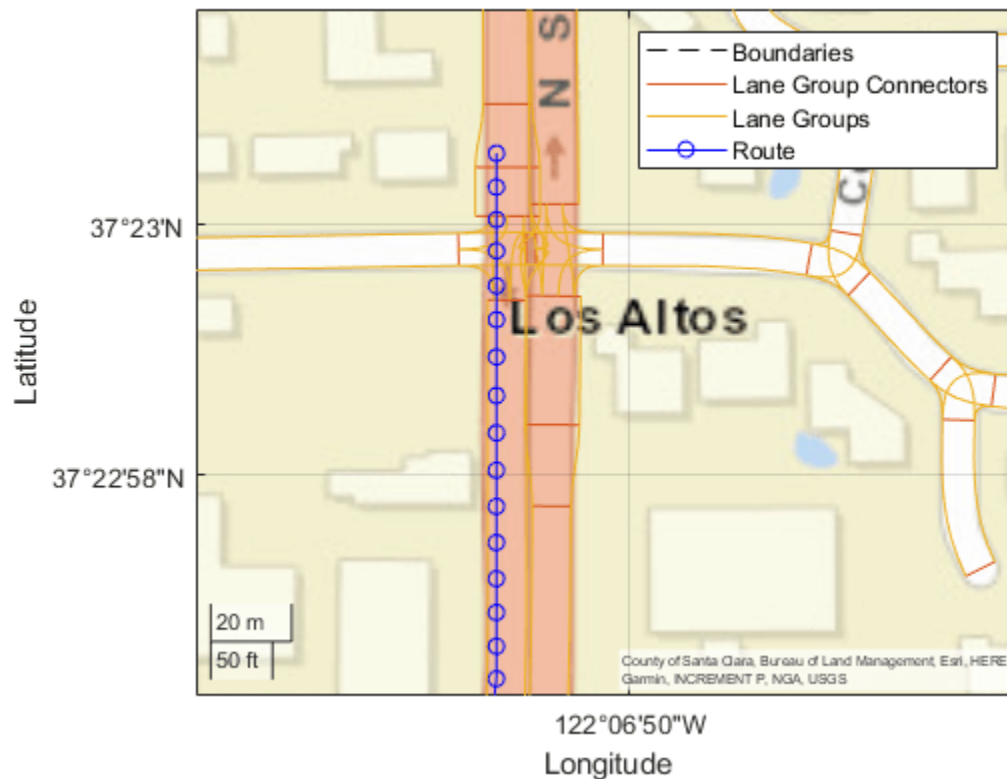 S
N
Boundaries
Lane Group Connectors
Lane Groups
Route
37°23'N
Los Altos
Latitude
37°22'58"N
20 m
50 ft
County of Santa Clara, Bureau of Land Management, Esri, HERE,
Garmin, INCREMENT P, NGA, USGS
122°06'50"W
Longitude